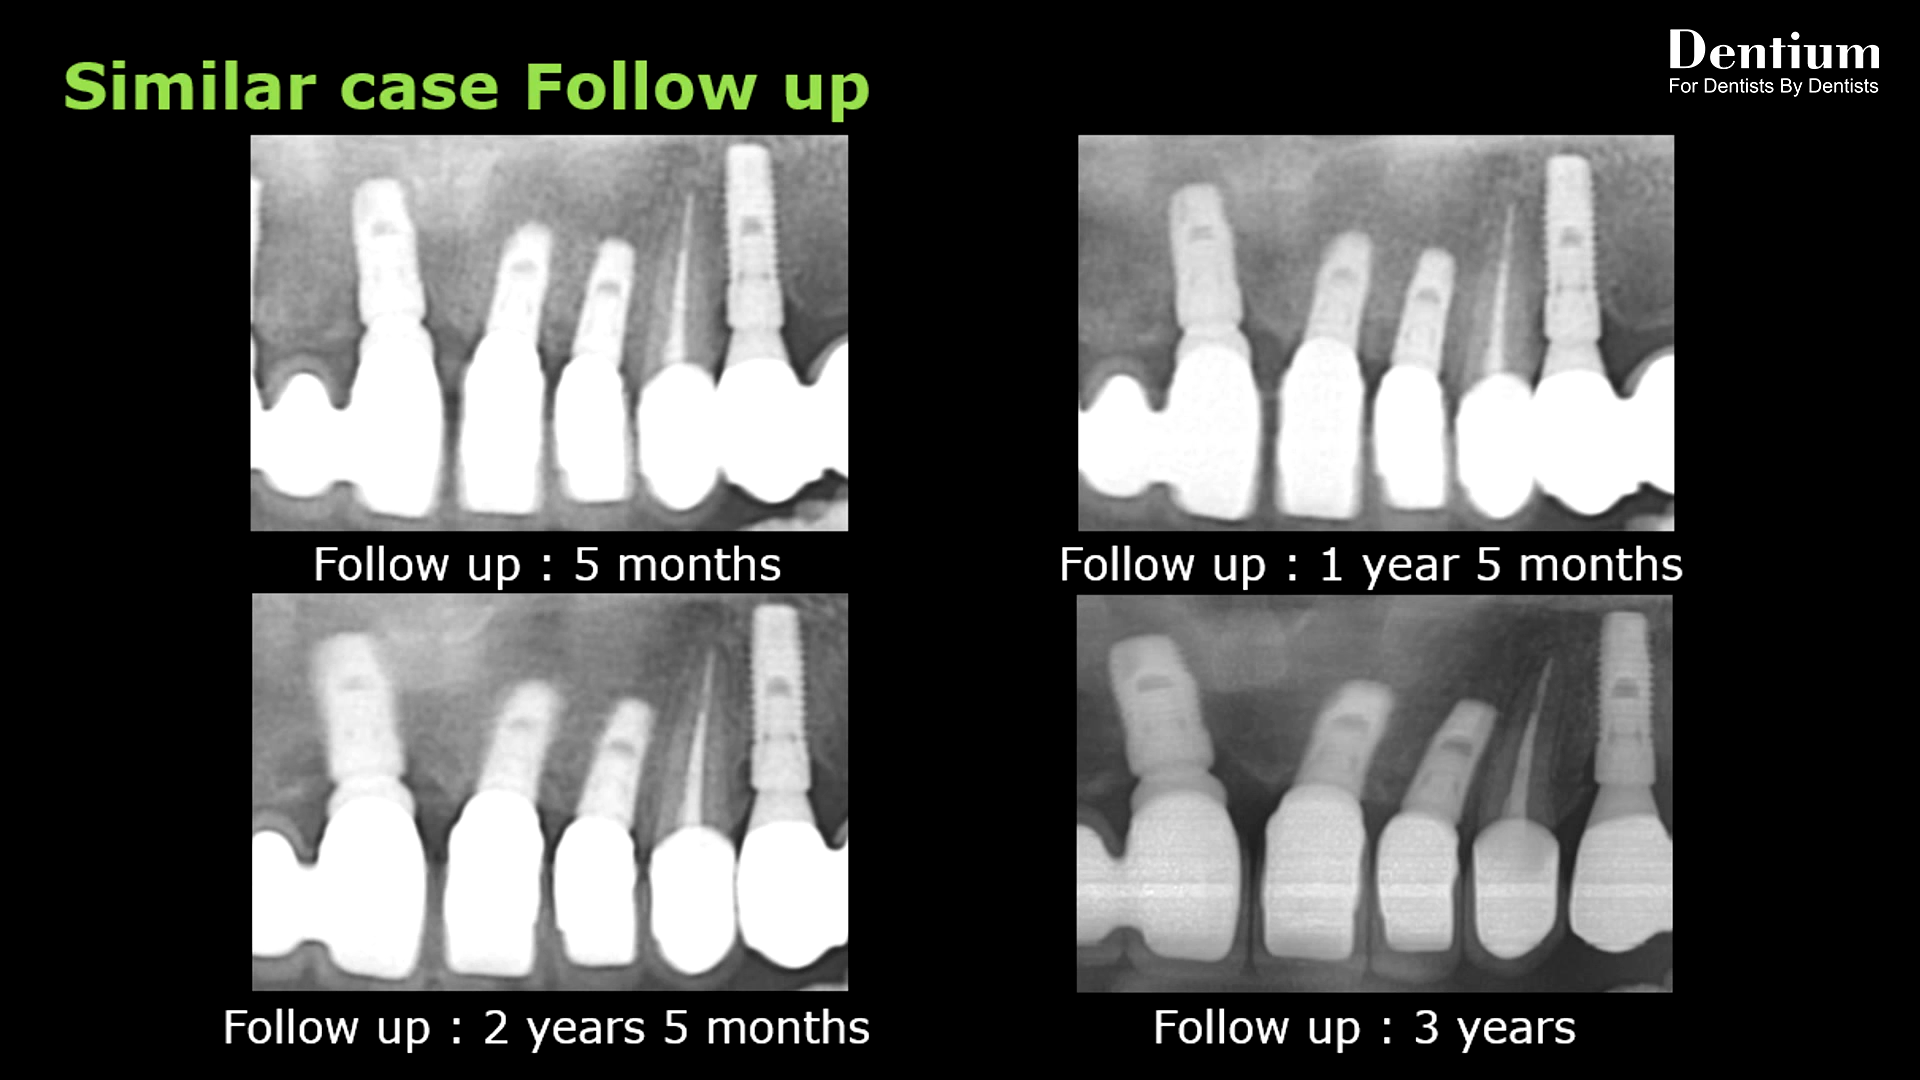 Similar case Follow up
Dentium
For Dentists By Dentists
Follow up : 5 months
Follow up : 1 year 5 months
Follow up : 2 years 5 months
Follow up : 3 years